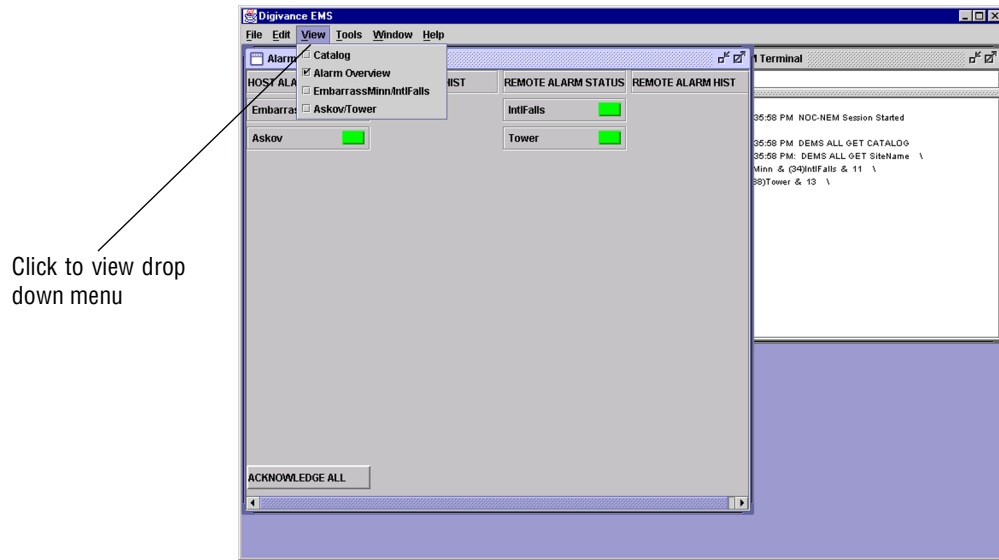 Digivance EMS
File Edit View Tools Window Help
Alarm
Catalog
Alarm Overview
EmbarrassMinn/IntlFalls
Askov/Tower
HOST ALA
HIST
REMOTE ALARM STATUS
REMOTE ALARM HIST
Embarras
IntlFalls
Askov
Tower
ACKNOWLEDGE ALL
Terminal
35:58 PM NOC-NEM Session Started
35:58 PM DEMS ALL GET CATALOG
35:58 PM: DEMS ALL GET SiteName \
Minn & (34)IntlFalls & 11 \
38)Tower & 13 \
Click to view drop
down menu